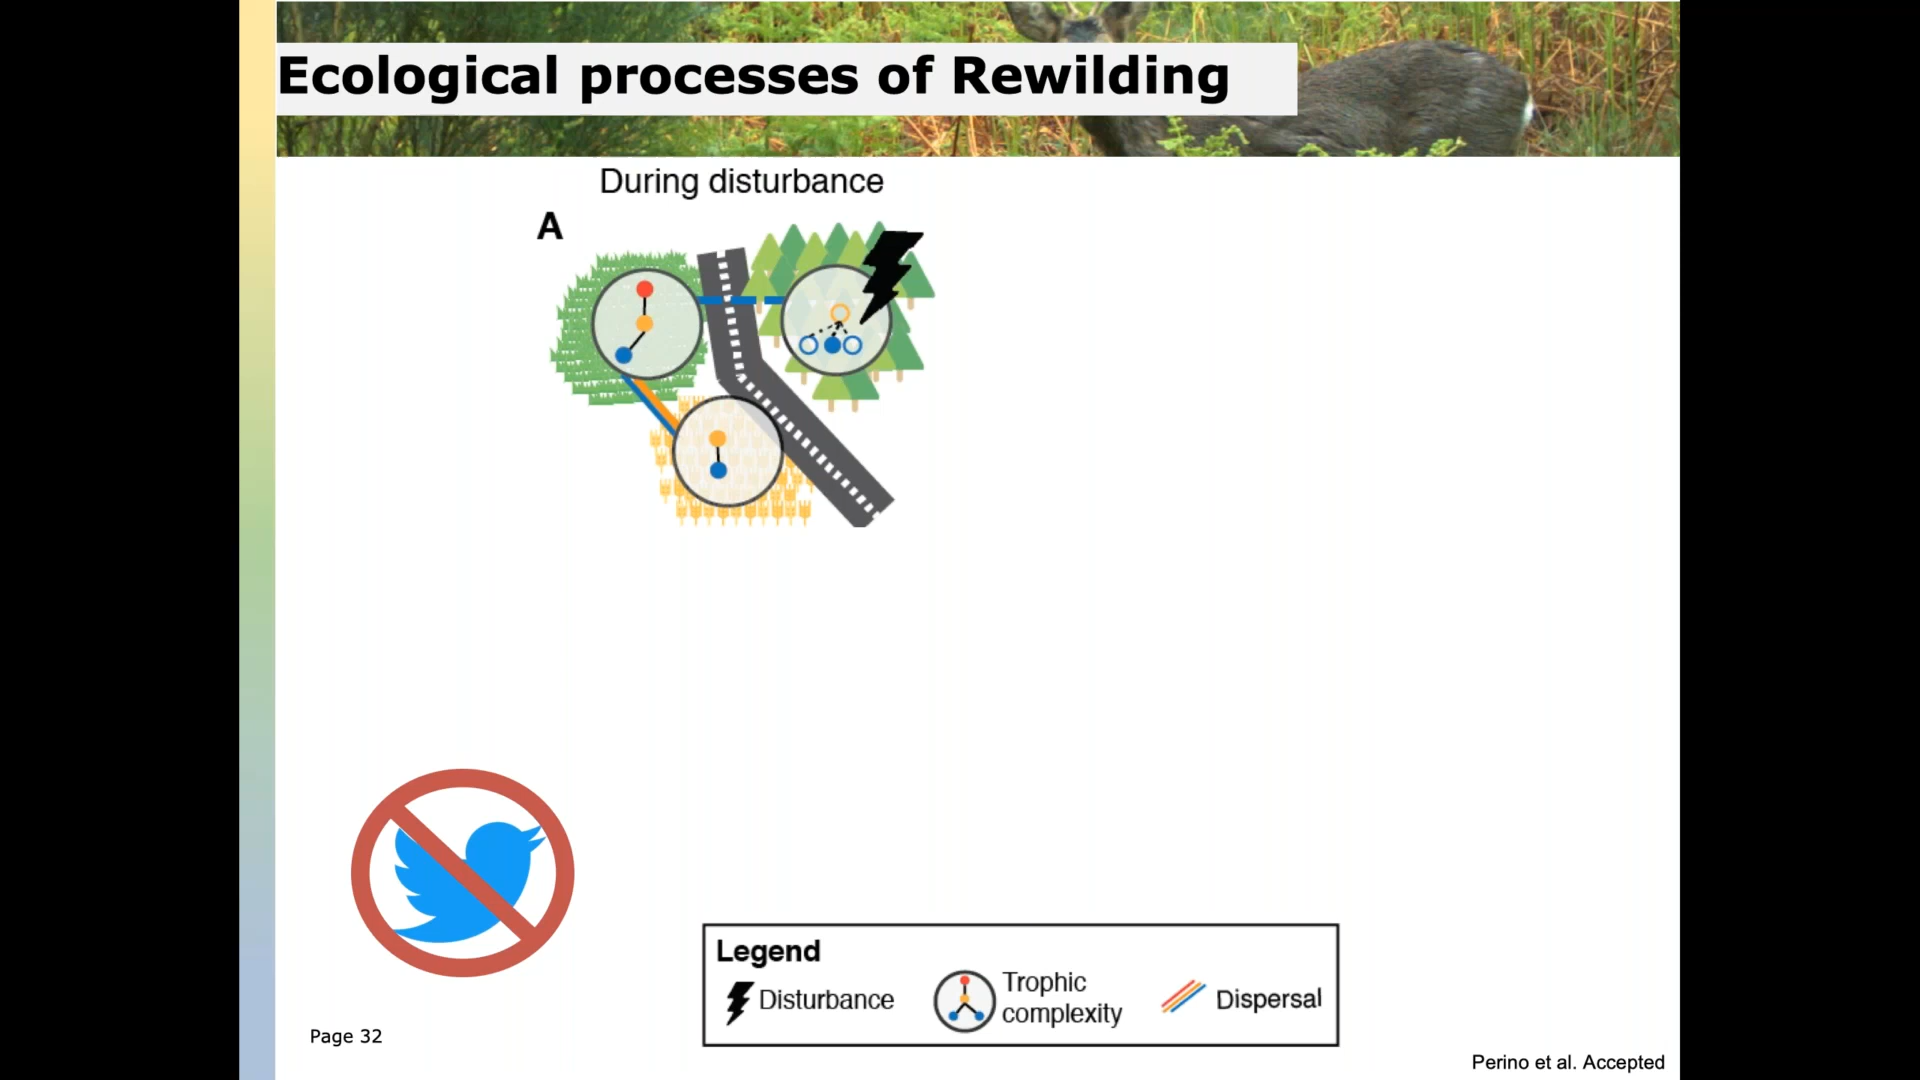 Ecological processes of Rewilding
During disturbance
A
Legend
Disturbance
Trophic
complexity
Dispersal
Page 32
Perino et al. Accepted